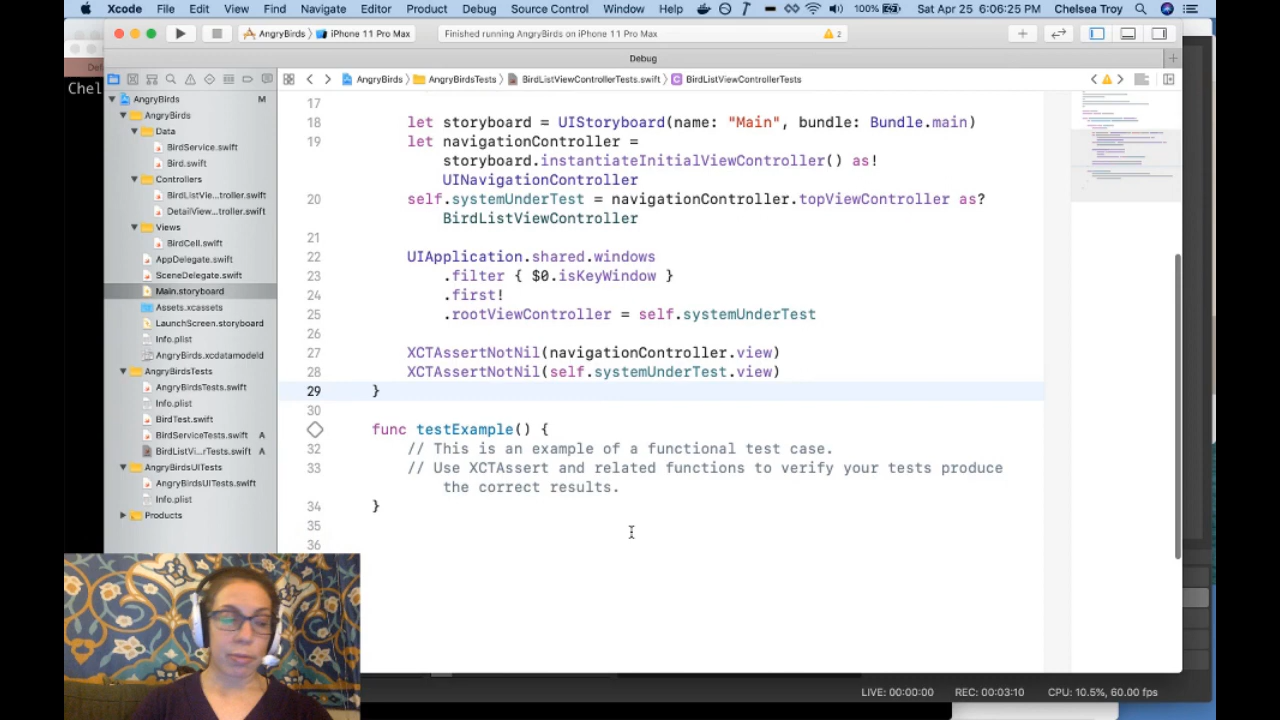 Xcode File Edit View Find Navigate Editor Product Debug Source Control Window Help 100% Sat Apr 25 5:06:25 PM Chelsea Troy
AngryBirds iPhone 11 Pro Max Finished running AngryBirds on iPhone 11 Pro Max 2
Debug
AngryBirds AngryBirdsTests BirdListViewControllerTests.swift BirdListViewControllerTests
Chel
AngryBirds M
AngryBirds
Data
BirdService.swift
Bird.swift
Controllers
BirdListVie...troller.swift
DetailView...troller.swift
Views
BirdCell.swift
AppDelegate.swift
SceneDelegate.swift
Main.storyboard
Assets.xcassets
LaunchScreen.storyboard
Info.plist
AngryBirds.xcdatamodeld
AngryBirdsTests
AngryBirdsTests.swift
Info.plist
BirdTest.swift
BirdServiceTests.swift A
BirdListVi...rTests.swift A
AngryBirdsUITests
AngryBirdsUITests.swift
Info.plist
Products
17
18 let storyboard = UIStoryboard(name: "Main", bundle: Bundle.main)
19 let navigationController =
storyboard.instantiateInitialViewController() as!
UINavigationController
20 self.systemUnderTest = navigationController.topViewController as?
BirdListViewController
21
22 UIApplication.shared.windows
23 .filter { $0.isKeyWindow }
24 .first!
25 .rootViewController = self.systemUnderTest
26
27 XCTAssertNotNil(navigationController.view)
28 XCTAssertNotNil(self.systemUnderTest.view)
29 }
30
func testExample() {
32 // This is an example of a functional test case.
33 // Use XCTAssert and related functions to verify your tests produce
the correct results.
34 }
35
36
LIVE: 00:00:00 REC: 00:03:10 CPU: 10.5%, 60.00 fps